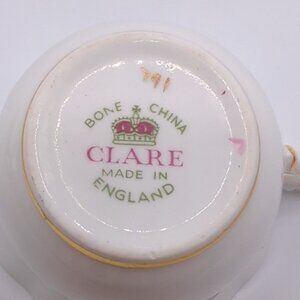 791
BONE CHINA
CLARE
MADE IN
ENGLAND